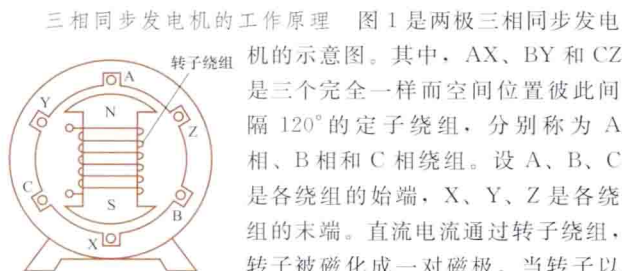 三相同步发电机的工作原理 图1是两极三相同步发电
机的示意图。其中，AX、BY和CZ
是三个完全一样而空间位置彼此间
隔120°的定子绕组，分别称为A
相、B相和C相绕组。设A、B、C
是各绕组的始端，X、Y、Z是各绕
组的末端。直流电流通过转子绕组，
转子被磁化成一对磁极。当转子以
转子绕组
A
Y
N
Z
C
S
B
X